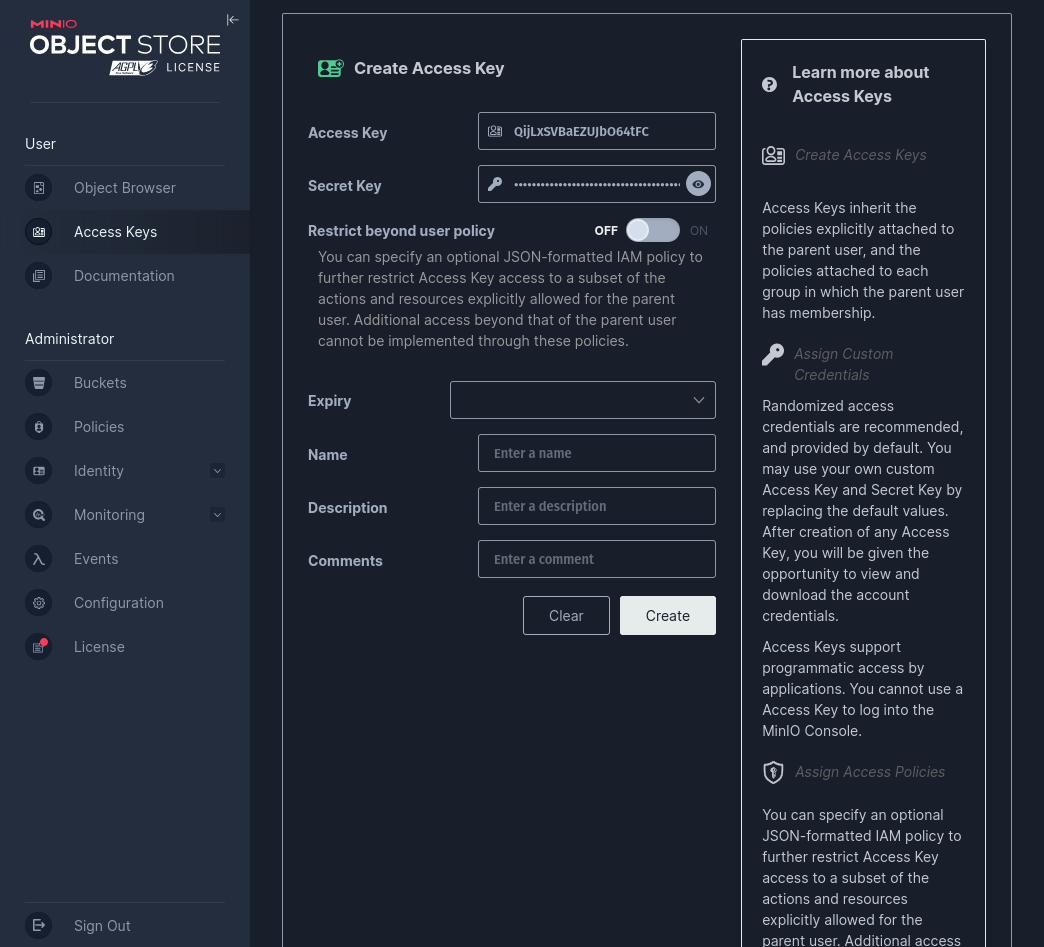 MINIO
OBJECT STORE
AGPLv3 LICENSE
User
Object Browser
Access Keys
Documentation
Administrator
Buckets
Policies
Identity
Monitoring
Events
Configuration
License
Sign Out
Create Access Key
Access Key
QijLxSVBaEZUJbO64tFC
Secret Key
••••••••••••••••••••••••••••••••••••••••
Restrict beyond user policy
OFF
ON
You can specify an optional JSON-formatted IAM policy to
further restrict Access Key access to a subset of the
actions and resources explicitly allowed for the parent
user. Additional access beyond that of the parent user
cannot be implemented through these policies.
Expiry
Name
Enter a name
Description
Enter a description
Comments
Enter a comment
Clear
Create
Learn more about
Access Keys
Create Access Keys
Access Keys inherit the
policies explicitly attached to
the parent user, and the
policies attached to each
group in which the parent user
has membership.
Assign Custom
Credentials
Randomized access
credentials are recommended,
and provided by default. You
may use your own custom
Access Key and Secret Key by
replacing the default values.
After creation of any Access
Key, you will be given the
opportunity to view and
download the account
credentials.
Access Keys support
programmatic access by
applications. You cannot use a
Access Key to log into the
MinIO Console.
Assign Access Policies
You can specify an optional
JSON-formatted IAM policy to
further restrict Access Key
access to a subset of the
actions and resources
explicitly allowed for the
parent user. Additional access